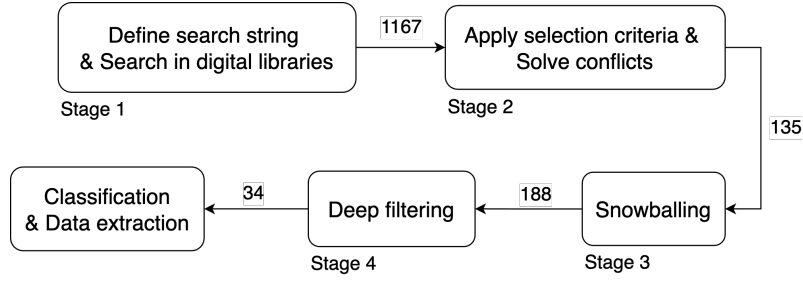 Define search string
& Search in digital libraries
Stage 1
1167
Apply selection criteria &
Solve conflicts
Stage 2
135
Snowballing
Stage 3
188
Deep filtering
Stage 4
34
Classification
& Data extraction